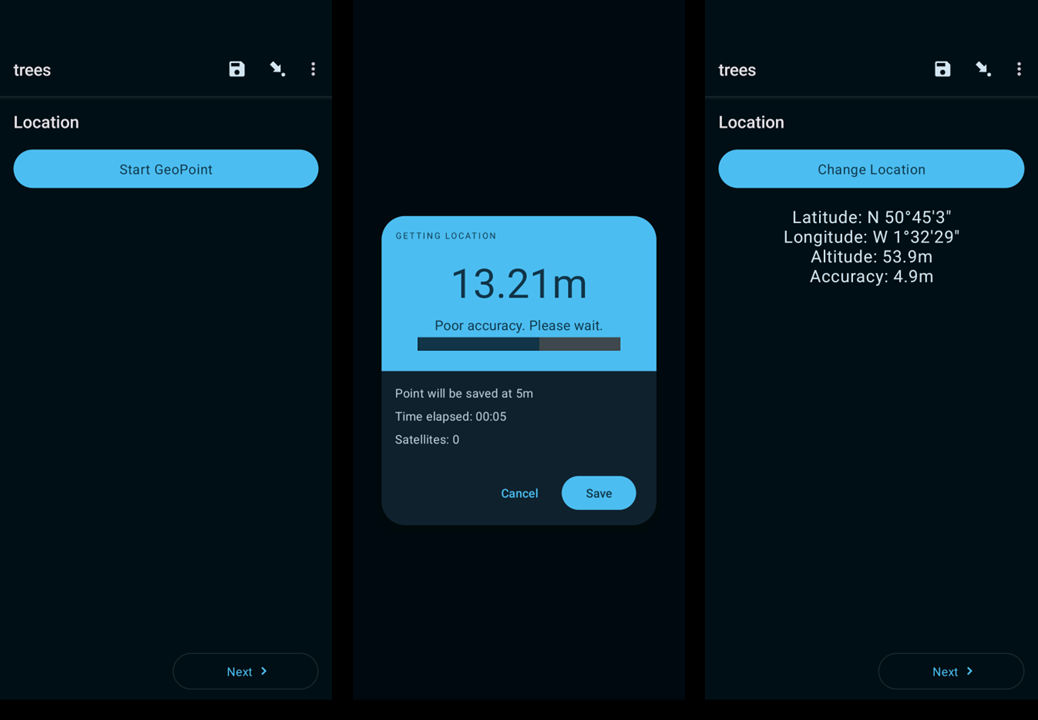 trees
Location
Start GeoPoint
Next
GETTING LOCATION
13.21m
Poor accuracy. Please wait.
Point will be saved at 5m
Time elapsed: 00:05
Satellites: 0
Cancel
Save
trees
Location
Change Location
Latitude: N 50°45'3"
Longitude: W 1°32'29"
Altitude: 53.9m
Accuracy: 4.9m
Next